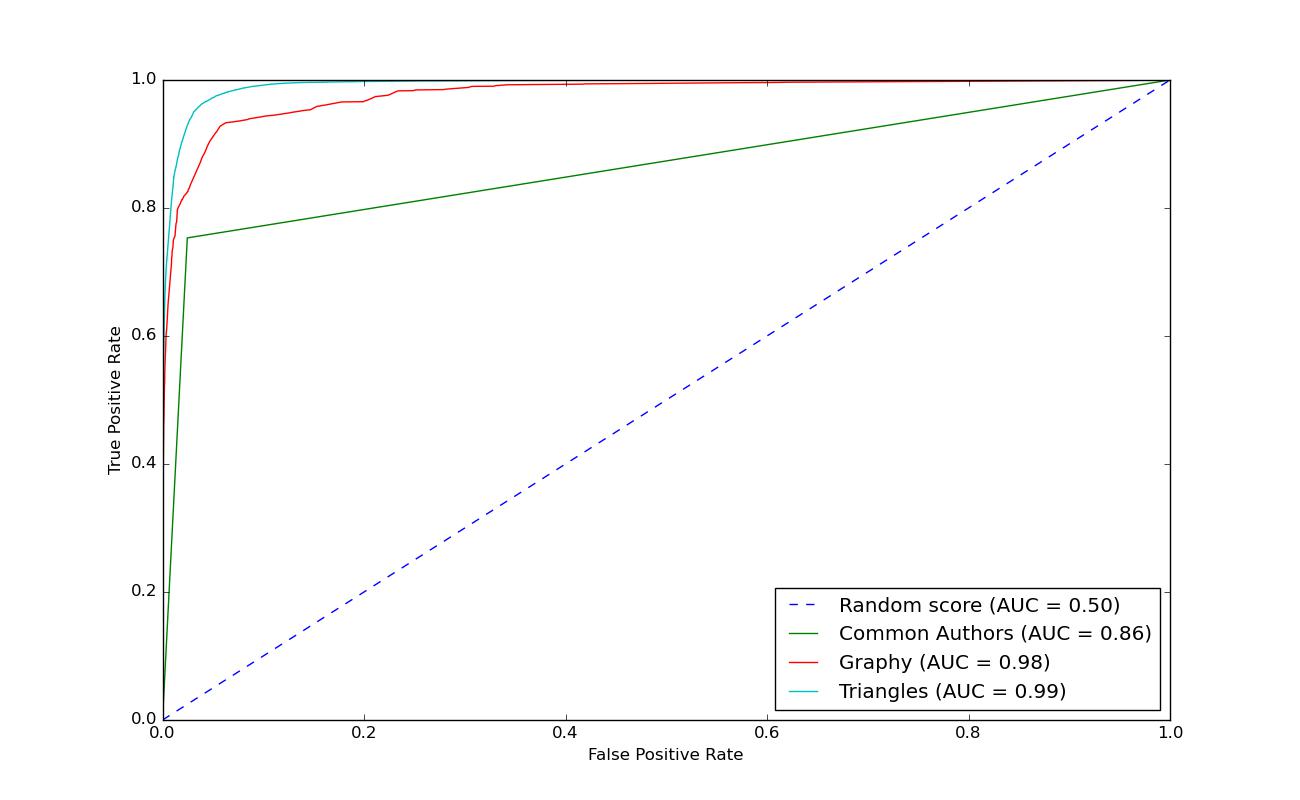 1.0
0.8
0.6
0.4
0.2
0.0
True Positive Rate
Random score (AUC = 0.50)
Common Authors (AUC = 0.86)
Graphy (AUC = 0.98)
Triangles (AUC = 0.99)
0.0 0.2 0.4 0.6 0.8 1.0
False Positive Rate